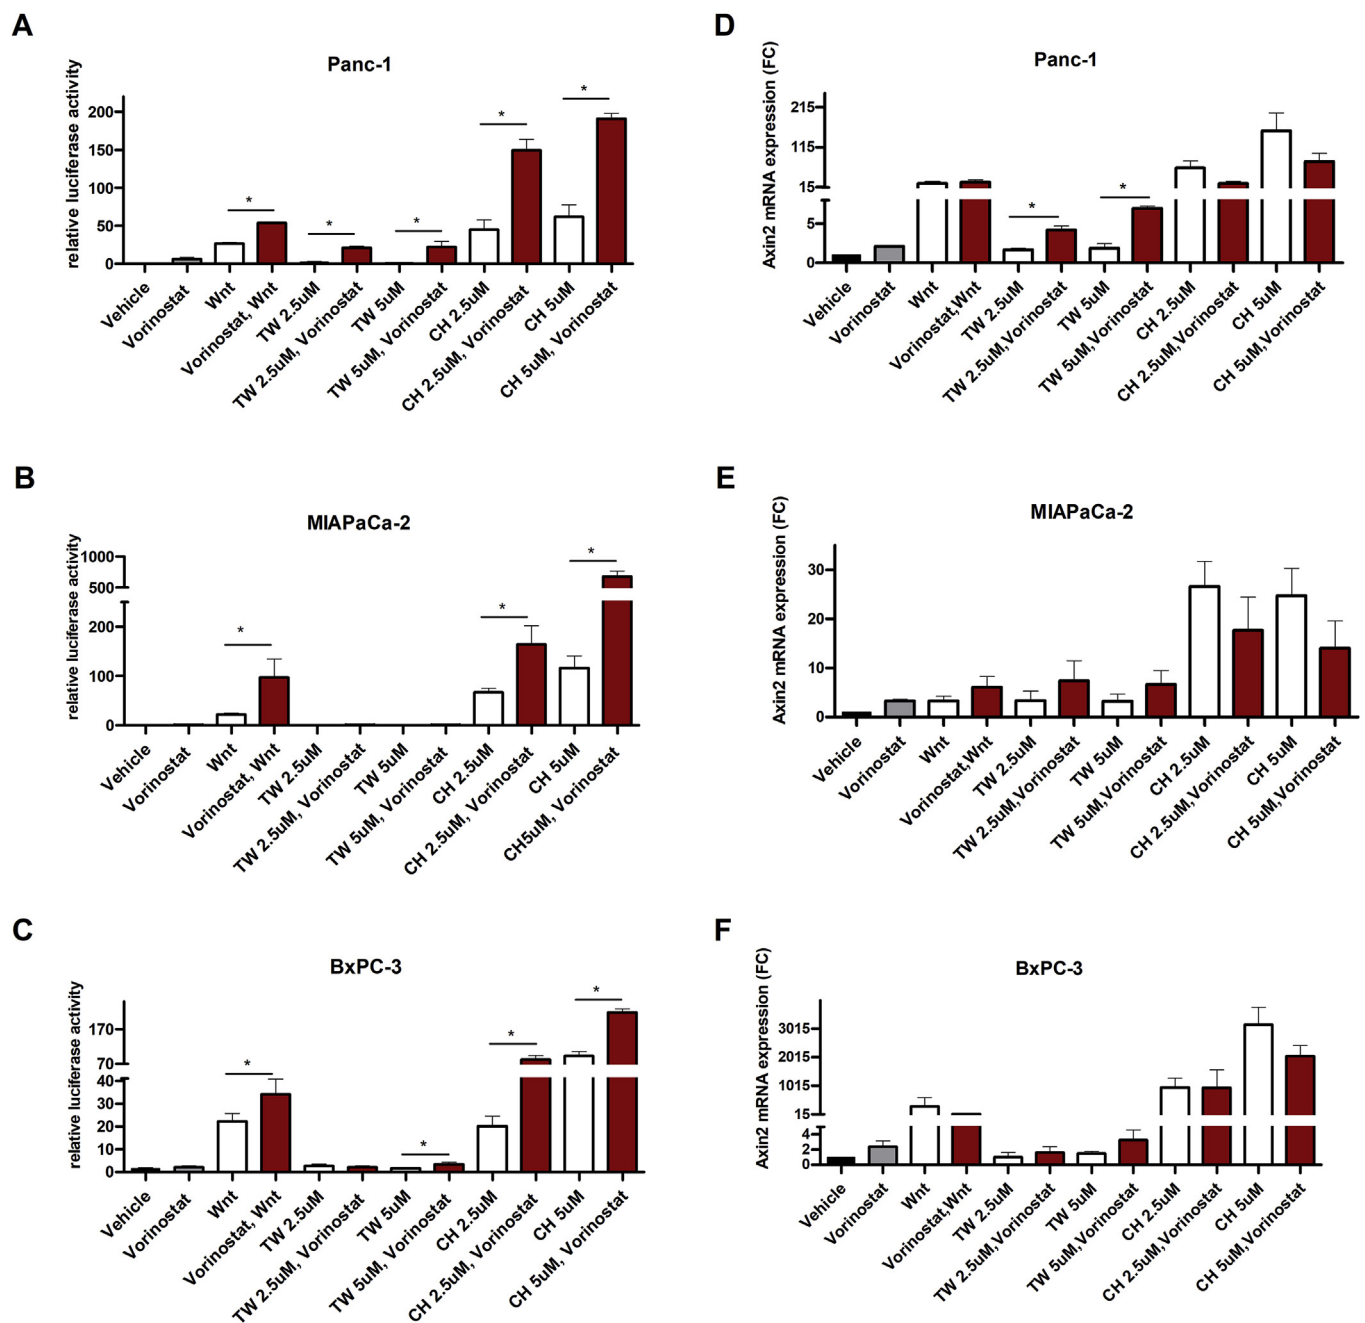 A
Panc-1
relative luciferase activity
200
150
100
50
0
Vehicle
Vorinostat
Wnt
Vorinostat, Wnt
TW 2.5uM
TW 2.5uM, Vorinostat
TW 5uM
TW 5uM, Vorinostat
CH 2.5uM
CH 2.5uM, Vorinostat
CH 5uM
CH 5uM, Vorinostat
*
*
*
*
*
D
Panc-1
Axin2 mRNA expression (FC)
215
115
15
5
0
Vehicle
Vorinostat
Wnt
Vorinostat,Wnt
TW 2.5uM
TW 2.5uM,Vorinostat
TW 5uM
TW 5uM,Vorinostat
CH 2.5uM
CH 2.5uM,Vorinostat
CH 5uM
CH 5uM,Vorinostat
*
*
B
MIAPaCa-2
relative luciferase activity
1000
500
200
100
0
Vehicle
Vorinostat
Wnt
Vorinostat, Wnt
TW 2.5uM
TW 2.5uM, Vorinostat
TW 5uM
TW 5uM, Vorinostat
CH 2.5uM
CH 2.5uM, Vorinostat
CH 5uM
CH5uM, Vorinostat
*
*
*
E
MIAPaCa-2
Axin2 mRNA expression (FC)
30
20
10
0
Vehicle
Vorinostat
Wnt
Vorinostat,Wnt
TW 2.5uM
TW 2.5uM,Vorinostat
TW 5uM
TW 5uM,Vorinostat
CH 2.5uM
CH 2.5uM,Vorinostat
CH 5uM
CH 5uM,Vorinostat
C
BxPC-3
relative luciferase activity
170
70
40
30
20
10
0
Vehicle
Vorinostat
Wnt
Vorinostat, Wnt
TW 2.5uM
TW 2.5uM, Vorinostat
TW 5uM
TW 5uM, Vorinostat
CH 2.5uM
CH 2.5uM, Vorinostat
CH 5uM
CH 5uM, Vorinostat
*
*
*
*
F
BxPC-3
Axin2 mRNA expression (FC)
3015
2015
1015
15
4
2
0
Vehicle
Vorinostat
Wnt
Vorinostat,Wnt
TW 2.5uM
TW 2.5uM,Vorinostat
TW 5uM
TW 5uM,Vorinostat
CH 2.5uM
CH 2.5uM,Vorinostat
CH 5uM
CH 5uM,Vorinostat